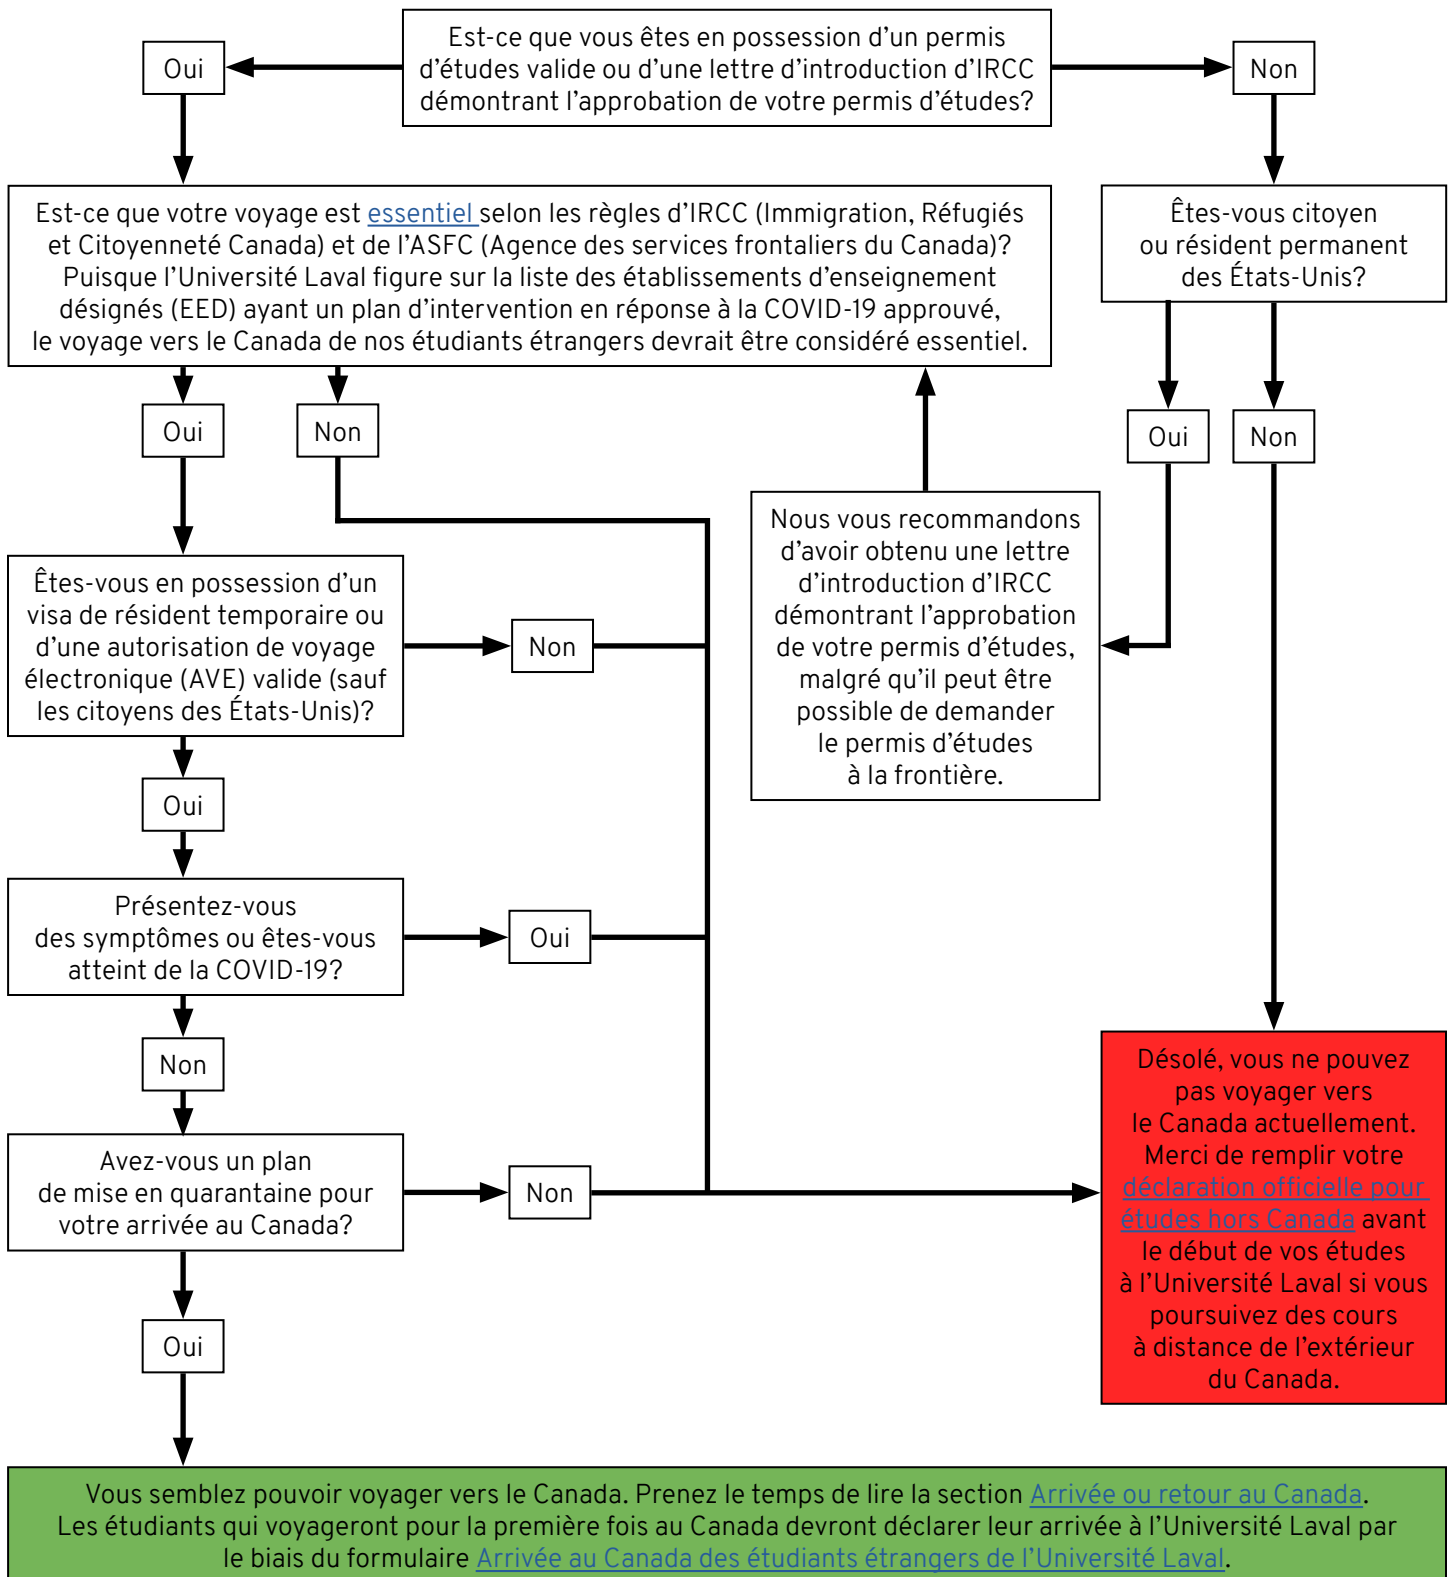 Est-ce que vous êtes en possession d’un permis
d’études valide ou d’une lettre d’introduction d’IRCC
démontrant l’approbation de votre permis d’études?
Oui
Non
Est-ce que votre voyage est essentiel selon les règles d’IRCC (Immigration, Réfugiés
et Citoyenneté Canada) et de l’ASFC (Agence des services frontaliers du Canada)?
Puisque l’Université Laval figure sur la liste des établissements d’enseignement
désignés (EED) ayant un plan d’intervention en réponse à la COVID-19 approuvé,
le voyage vers le Canada de nos étudiants étrangers devrait être considéré essentiel.
Êtes-vous citoyen
ou résident permanent
des États-Unis?
Oui
Non
Oui
Non
Nous vous recommandons
d’avoir obtenu une lettre
d’introduction d’IRCC
démontrant l’approbation
de votre permis d’études,
malgré qu’il peut être
possible de demander
le permis d’études
à la frontière.
Êtes-vous en possession d’un
visa de résident temporaire ou
d’une autorisation de voyage
électronique (AVE) valide (sauf
les citoyens des États-Unis)?
Non
Oui
Présentez-vous
des symptômes ou êtes-vous
atteint de la COVID-19?
Oui
Non
Avez-vous un plan
de mise en quarantaine pour
votre arrivée au Canada?
Non
Oui
Désolé, vous ne pouvez
pas voyager vers
le Canada actuellement.
Merci de remplir votre
déclaration officielle pour
études hors Canada avant
le début de vos études
à l’Université Laval si vous
poursuivez des cours
à distance de l’extérieur
du Canada.
Vous semblez pouvoir voyager vers le Canada. Prenez le temps de lire la section Arrivée ou retour au Canada.
Les étudiants qui voyageront pour la première fois au Canada devront déclarer leur arrivée à l’Université Laval par
le biais du formulaire Arrivée au Canada des étudiants étrangers de l’Université Laval.